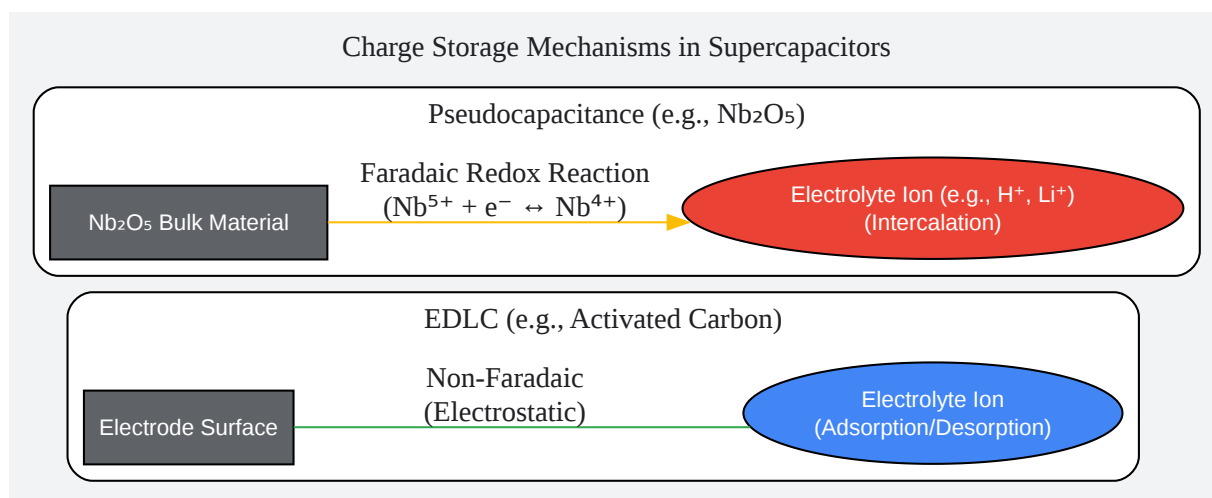 Charge Storage Mechanisms in Supercapacitors
Pseudocapacitance (e.g., Nb₂O₅)
Faradaic Redox Reaction
(Nb⁵⁺ + e⁻ ↔ Nb⁴⁺)
Nb₂O₅ Bulk Material
Electrolyte Ion (e.g., H⁺, Li⁺)
(Intercalation)
EDLC (e.g., Activated Carbon)
Non-Faradaic
(Electrostatic)
Electrode Surface
Electrolyte Ion
(Adsorption/Desorption)